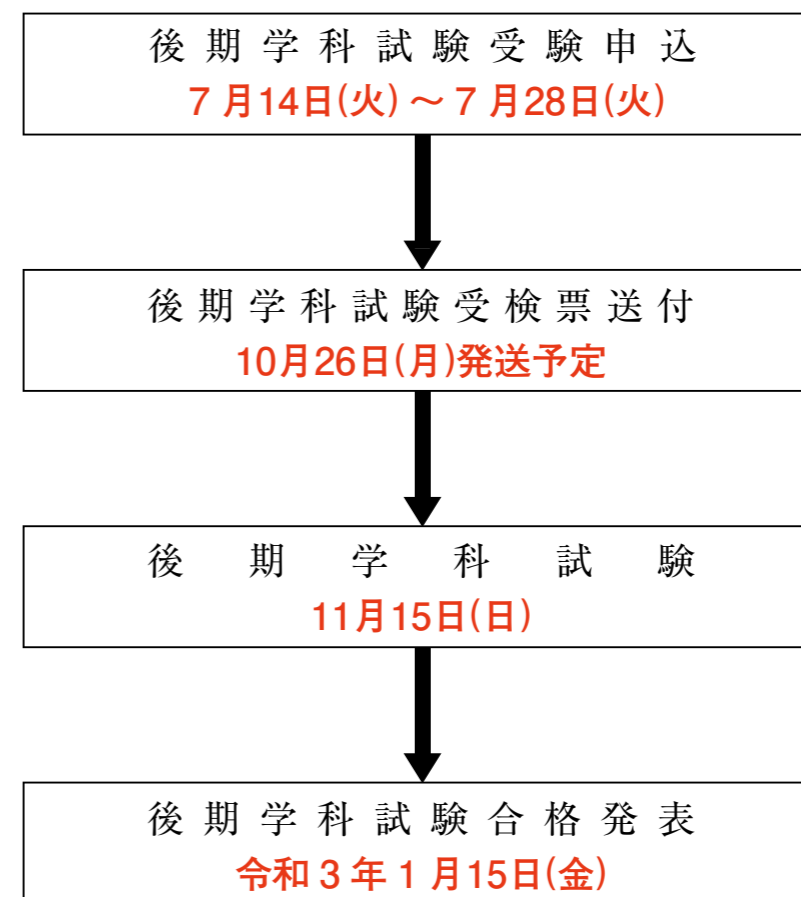 後期学科試験受験申込
7月14日(火)～7月28日(火)
後期学科試験受検票送付
10月26日(月)発送予定
後期学科試験
11月15日(日)
後期学科試験合格発表
令和3年1月15日(金)